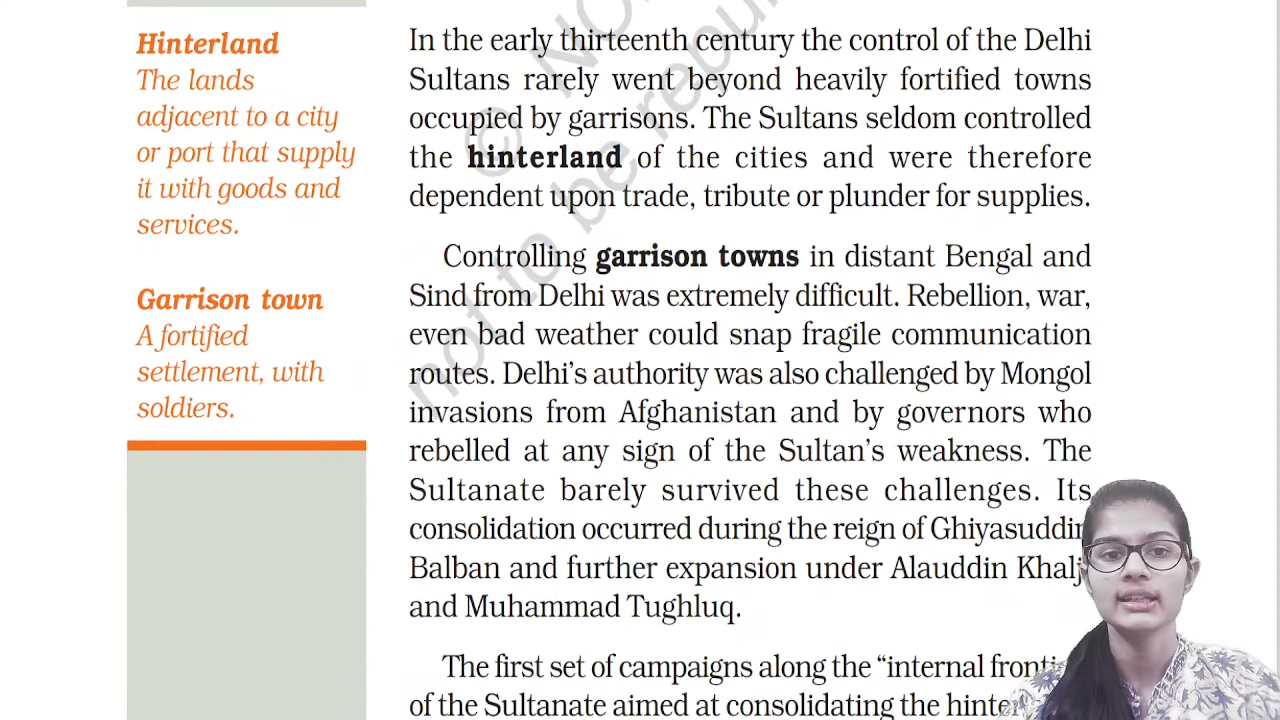 Hinterland
The lands
adjacent to a city
or port that supply
it with goods and
services.
Garrison town
A fortified
settlement, with
soldiers.
In the early thirteenth century the control of the Delhi
Sultans rarely went beyond heavily fortified towns
occupied by garrisons. The Sultans seldom controlled
the hinterland of the cities and were therefore
dependent upon trade, tribute or plunder for supplies.
Controlling garrison towns in distant Bengal and
Sind from Delhi was extremely difficult. Rebellion, war,
even bad weather could snap fragile communication
routes. Delhi's authority was also challenged by Mongol
invasions from Afghanistan and by governors who
rebelled at any sign of the Sultan's weakness. The
Sultanate barely survived these challenges. Its
consolidation occurred during the reign of Ghiyasuddin
Balban and further expansion under Alauddin Khalji
and Muhammad Tughluq.
The first set of campaigns along the "internal
of the Sultanate aimed at consolidating the
not to be